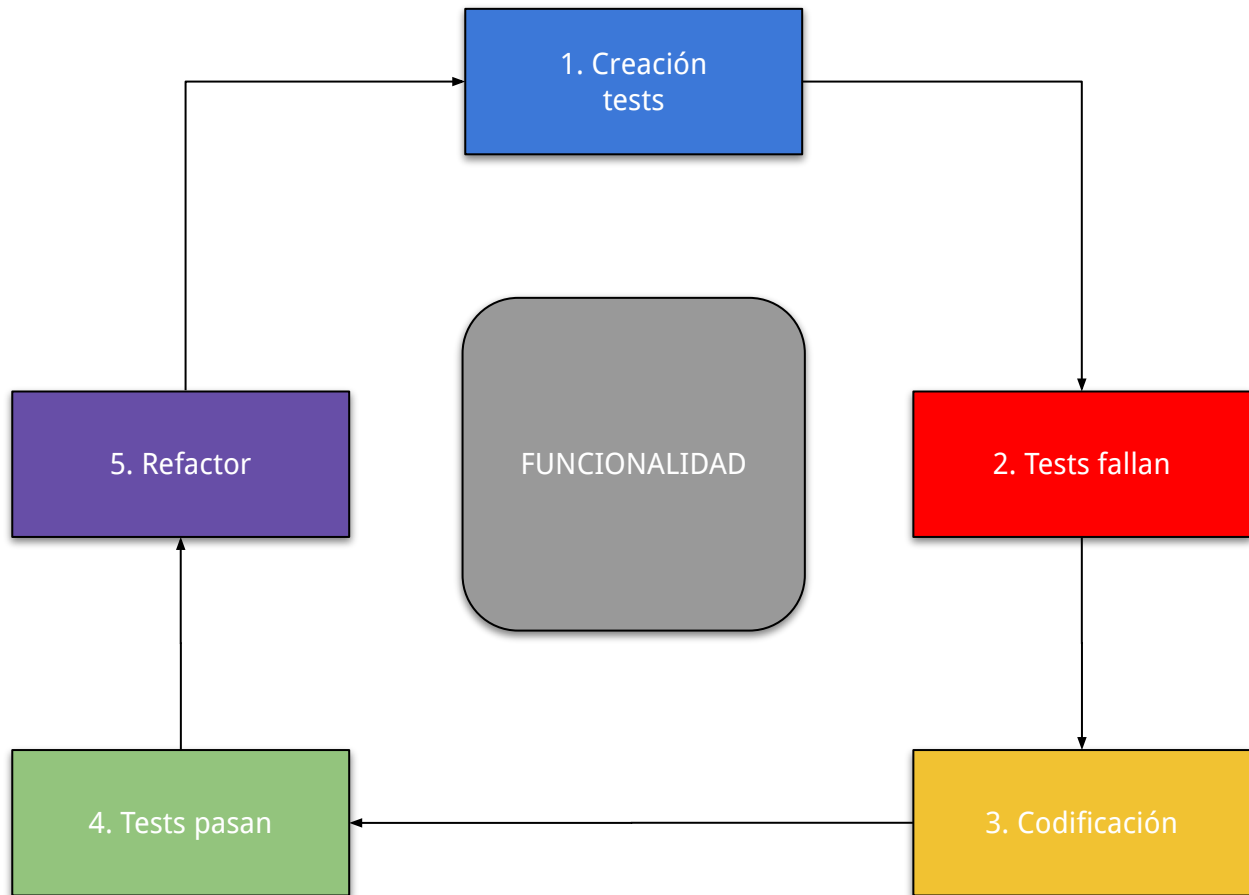 1. Creación
tests
5. Refactor
FUNCIONALIDAD
2. Tests fallan
4. Tests pasan
3. Codificación